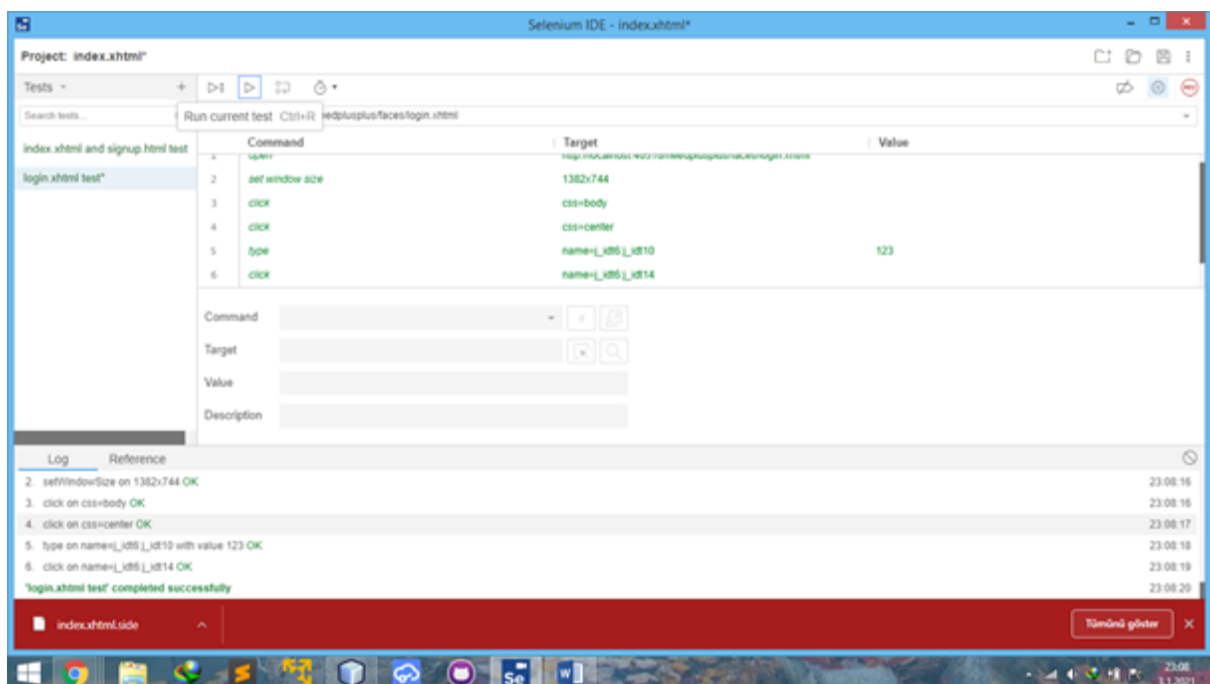 Selenium IDE - index.xhtml*
Project: index.xhtml*
Tests
Search tests...
Run current test Ctrl+R
edplusplus/faces/login.xhtml
Command Target Value
index.xhtml and signup.html test
login.xhtml test*
open
2 set window size 1382x744
3 click css=body
4 click css=center
5 type name=j_idt6:j_idt10 123
6 click name=j_idt6:j_idt14
Command
Target
Value
Description
Log Reference
2. setWindowSize on 1382x744 OK 23:08:16
3. click on css=body OK 23:08:16
4. click on css=center OK 23:08:17
5. type on name=j_idt6:j_idt10 with value 123 OK 23:08:18
6. click on name=j_idt6:j_idt14 OK 23:08:19
'login.xhtml test' completed successfully 23:08:20
index.xhtml.side
Tümünü göster
Se
23:08
3.1.2021